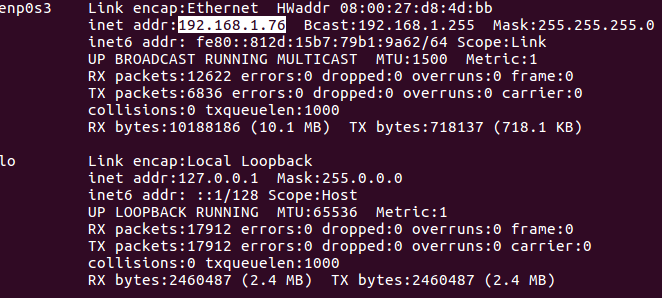 enp0s3 Link encap:Ethernet HWaddr 08:00:27:d8:4d:bb
inet addr:192.168.1.76 Bcast:192.168.1.255 Mask:255.255.255.0
inet6 addr: fe80::812d:15b7:79b1:9a62/64 Scope:Link
UP BROADCAST RUNNING MULTICAST MTU:1500 Metric:1
RX packets:12622 errors:0 dropped:0 overruns:0 frame:0
TX packets:6836 errors:0 dropped:0 overruns:0 carrier:0
collisions:0 txqueuelen:1000
RX bytes:10188186 (10.1 MB) TX bytes:718137 (718.1 KB)
lo Link encap:Local Loopback
inet addr:127.0.0.1 Mask:255.0.0.0
inet6 addr: ::1/128 Scope:Host
UP LOOPBACK RUNNING MTU:65536 Metric:1
RX packets:17912 errors:0 dropped:0 overruns:0 frame:0
TX packets:17912 errors:0 dropped:0 overruns:0 carrier:0
collisions:0 txqueuelen:1000
RX bytes:2460487 (2.4 MB) TX bytes:2460487 (2.4 MB)